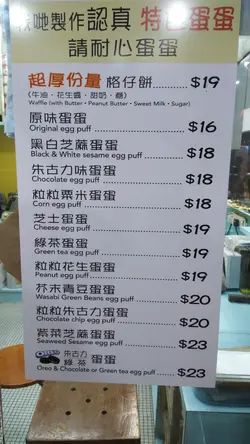 製作認真 特色蛋蛋
請耐心蛋蛋
超厚份量 格仔餅 $19
(牛油‧花生醬‧甜奶‧糖)
Waffle (with Butter • Peanut Butter • Sweet Milk • Sugar)
原味蛋蛋 $16
Original egg puff
黑白芝蔴蛋蛋 $18
Black & White sesame egg puff
朱古力味蛋蛋 $18
Chocolate egg puff
粒粒粟米蛋蛋 $18
Corn egg puff
芝士蛋蛋 $19
Cheese egg puff
綠茶蛋蛋 $19
Green tea egg puff
粒粒花生蛋蛋 $19
Peanut egg puff
芥末青豆蛋蛋 $20
Wasabi Green Beans egg puff
粒粒朱古力蛋蛋 $20
Chocolate chip egg puff
紫菜芝蔴蛋蛋 $23
Seaweed Sesame egg puff
朱古力
綠茶 蛋蛋 $23
Oreo & Chocolate or Green tea egg puff